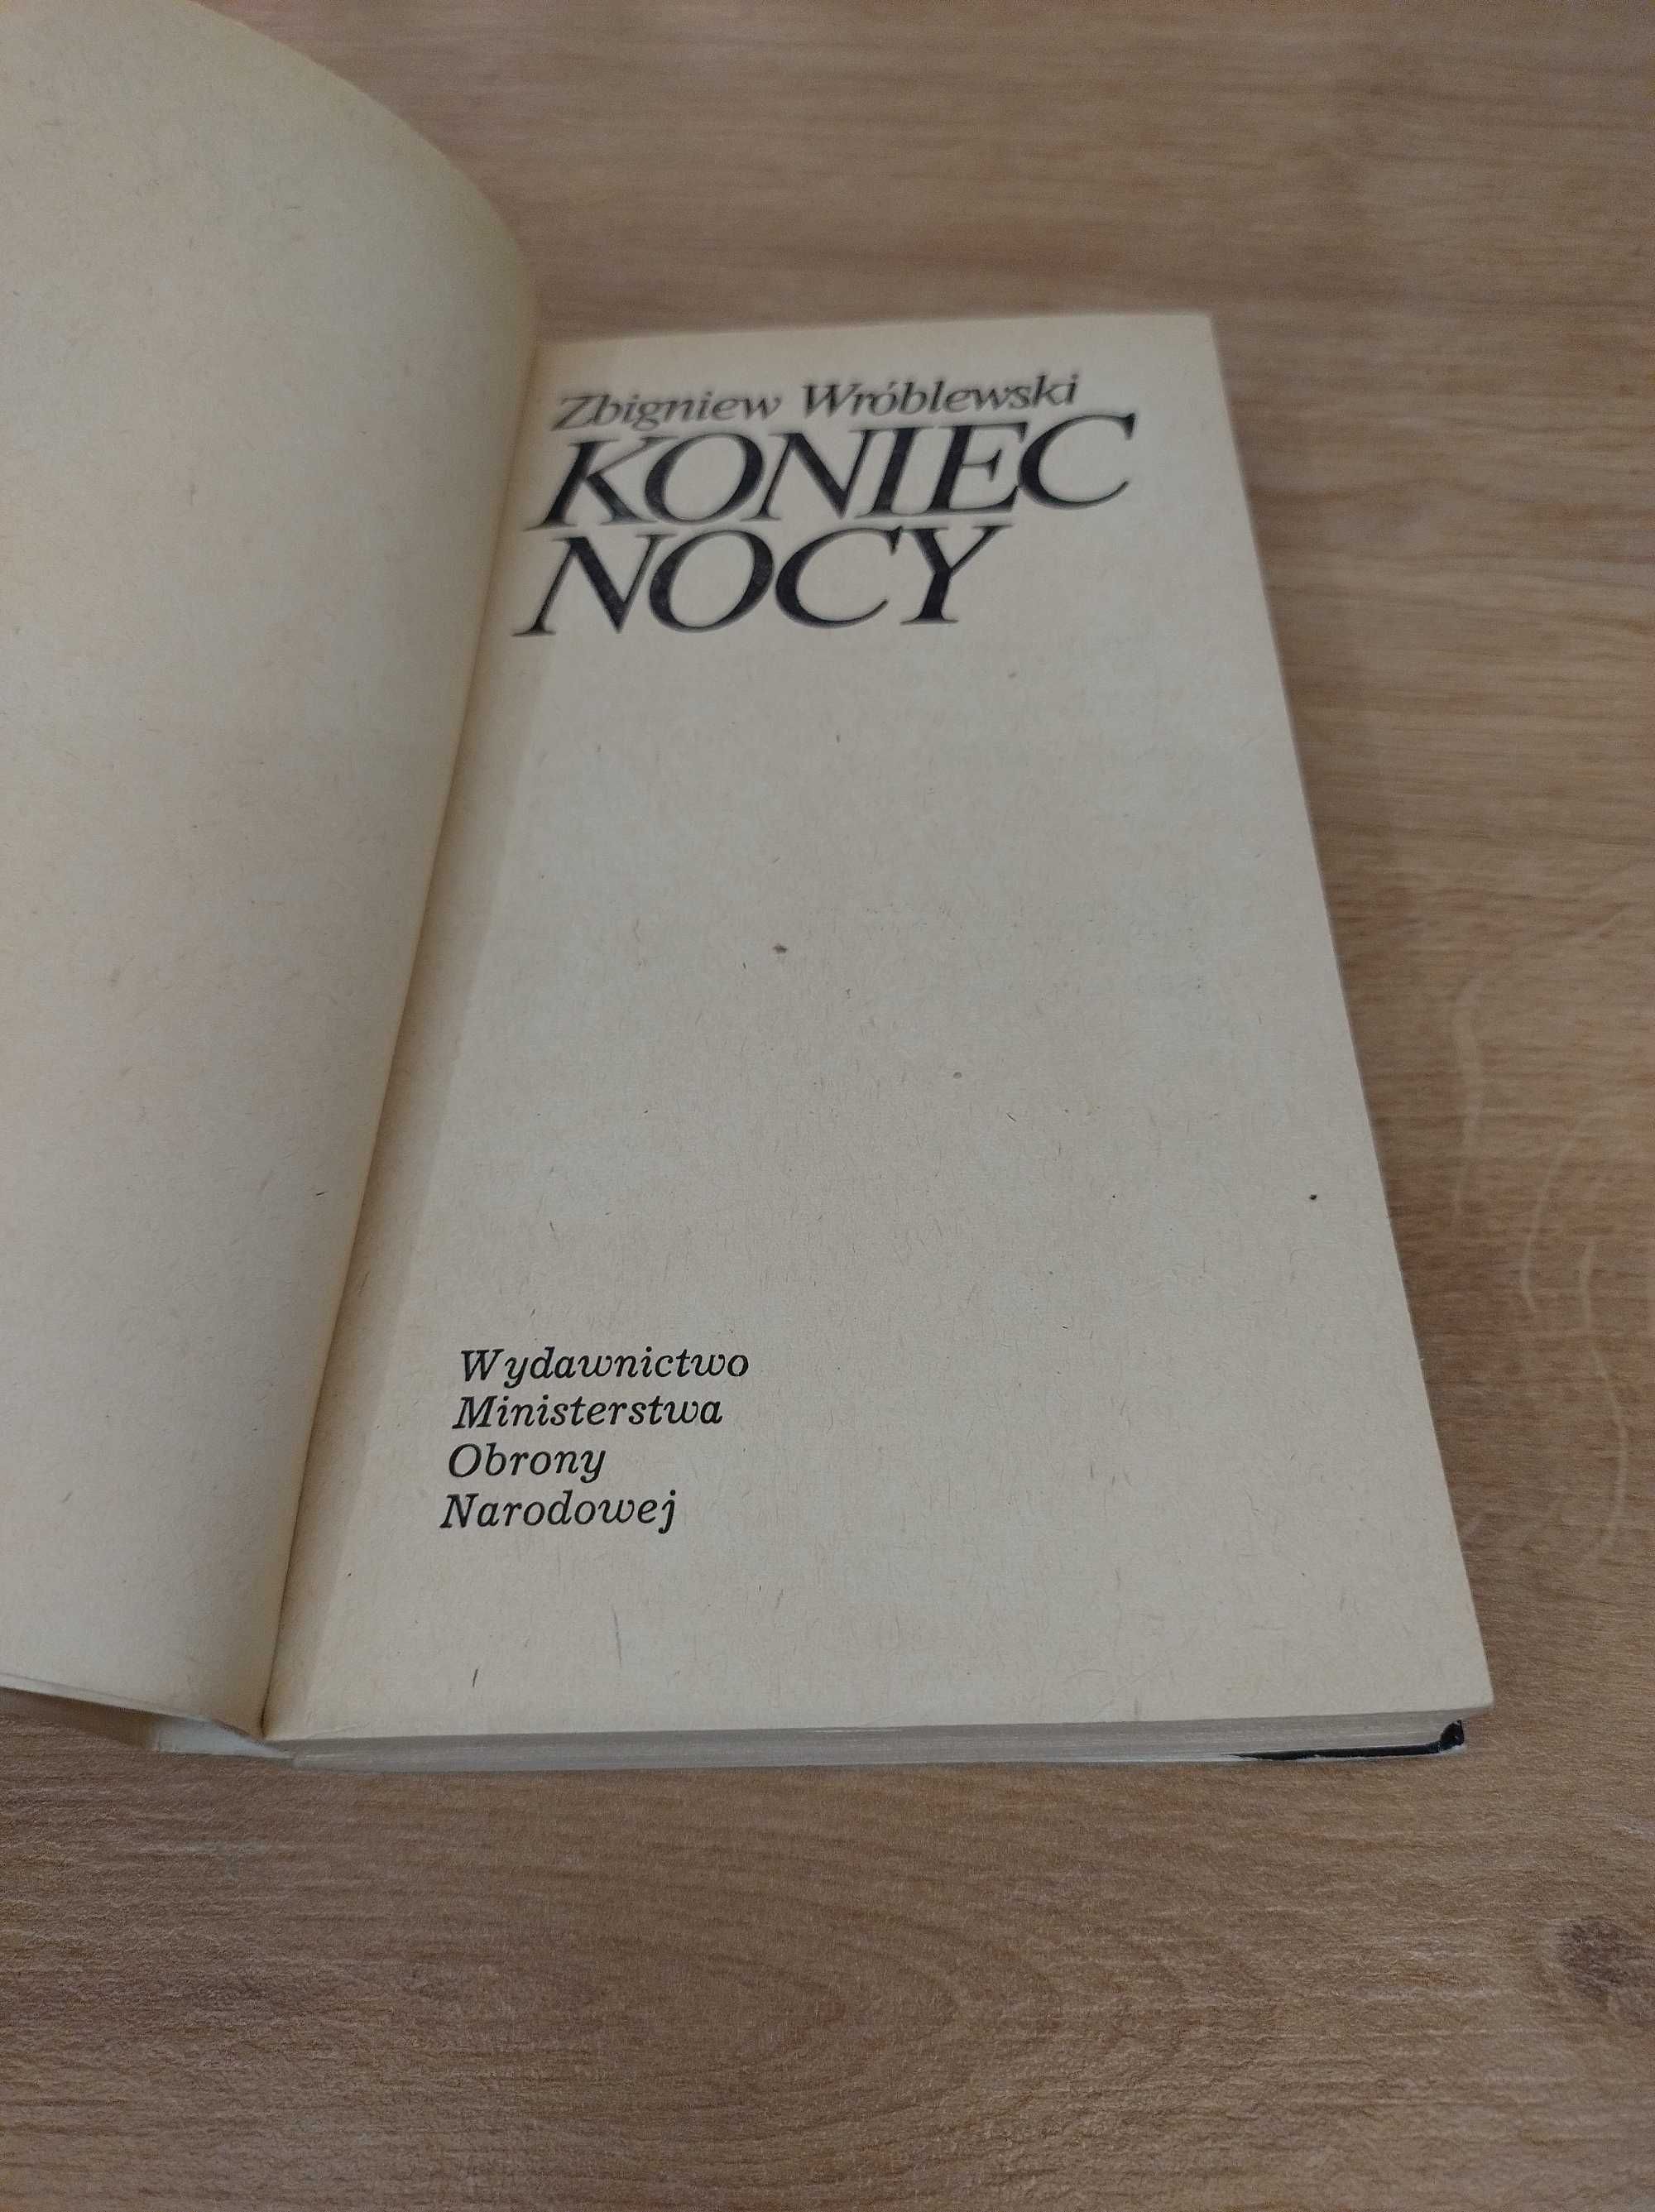 Zbigniew Wróblewski
KONIEC
NOCY
Wydawnictwo
Ministerstwa
Obrony
Narodowej